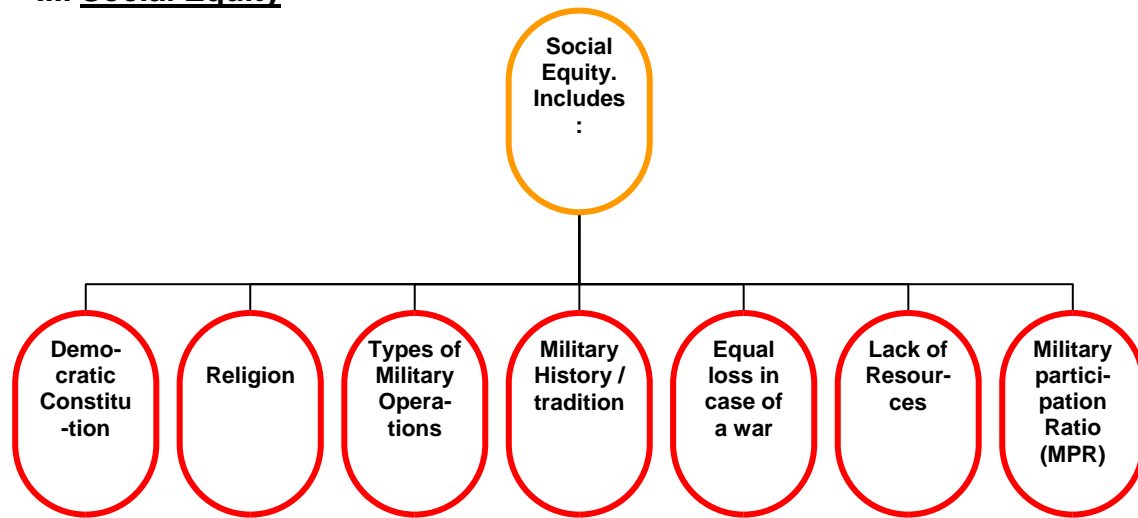 Social Equity
Social
Equity.
Includes
:
Demo-
cratic
Constitu
-tion
Religion
Types of
Military
Opera-
tions
Military
History /
tradition
Equal
loss in
case of
a war
Lack of
Resour-
ces
Military
partici-
pation
Ratio
(MPR)